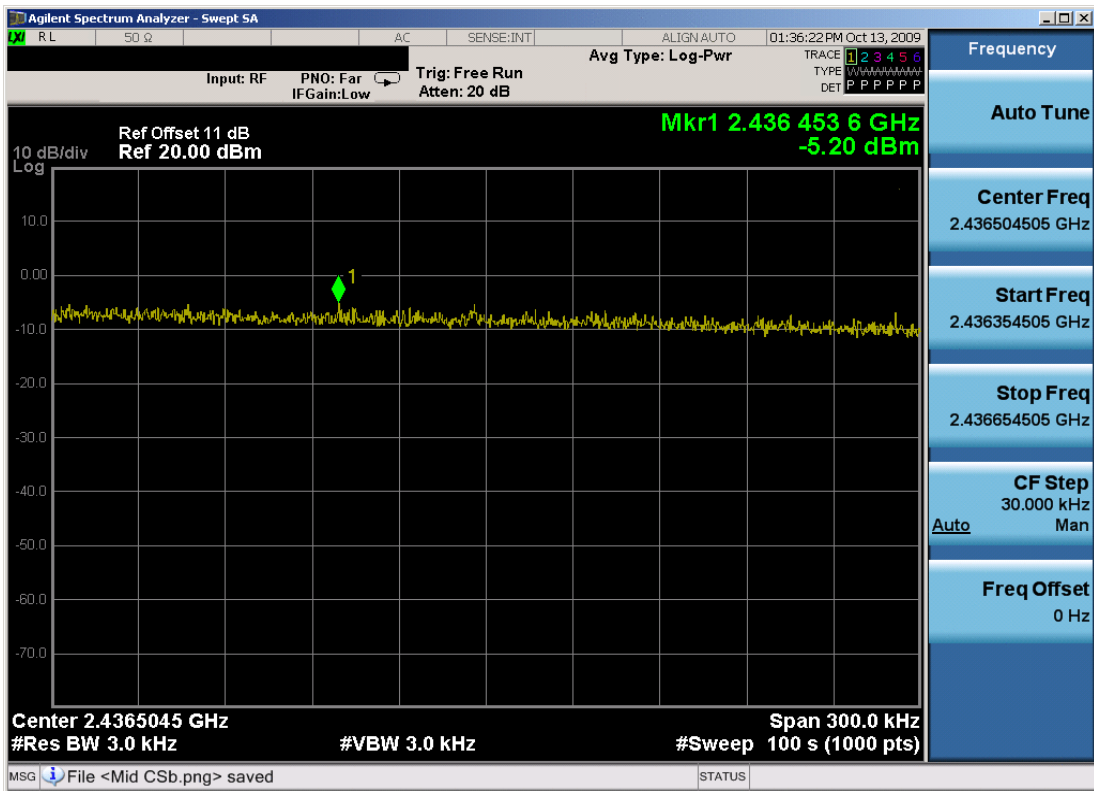 Agilent Spectrum Analyzer - Swept SA
LXI RL 50 Ω AC SENSE:INT ALIGN AUTO 01:36:22 PM Oct 13, 2009
Input: RF PNO: Far IFGain:Low
Trig: Free Run
Atten: 20 dB
Avg Type: Log-Pwr
TRACE 1 2 3 4 5 6
TYPE
DET P P P P P P
Ref Offset 11 dB
10 dB/div Ref 20.00 dBm
Log
Mkr1 2.436 453 6 GHz
-5.20 dBm
10.0
0.00
-10.0
-20.0
-30.0
-40.0
-50.0
-60.0
-70.0
1
Center 2.4365045 GHz Span 300.0 kHz
#Res BW 3.0 kHz #VBW 3.0 kHz #Sweep 100 s (1000 pts)
MSG File <Mid CSb.png> saved STATUS
Frequency
Auto Tune
Center Freq
2.436504505 GHz
Start Freq
2.436354505 GHz
Stop Freq
2.436654505 GHz
CF Step
30.000 kHz
Auto Man
Freq Offset
0 Hz